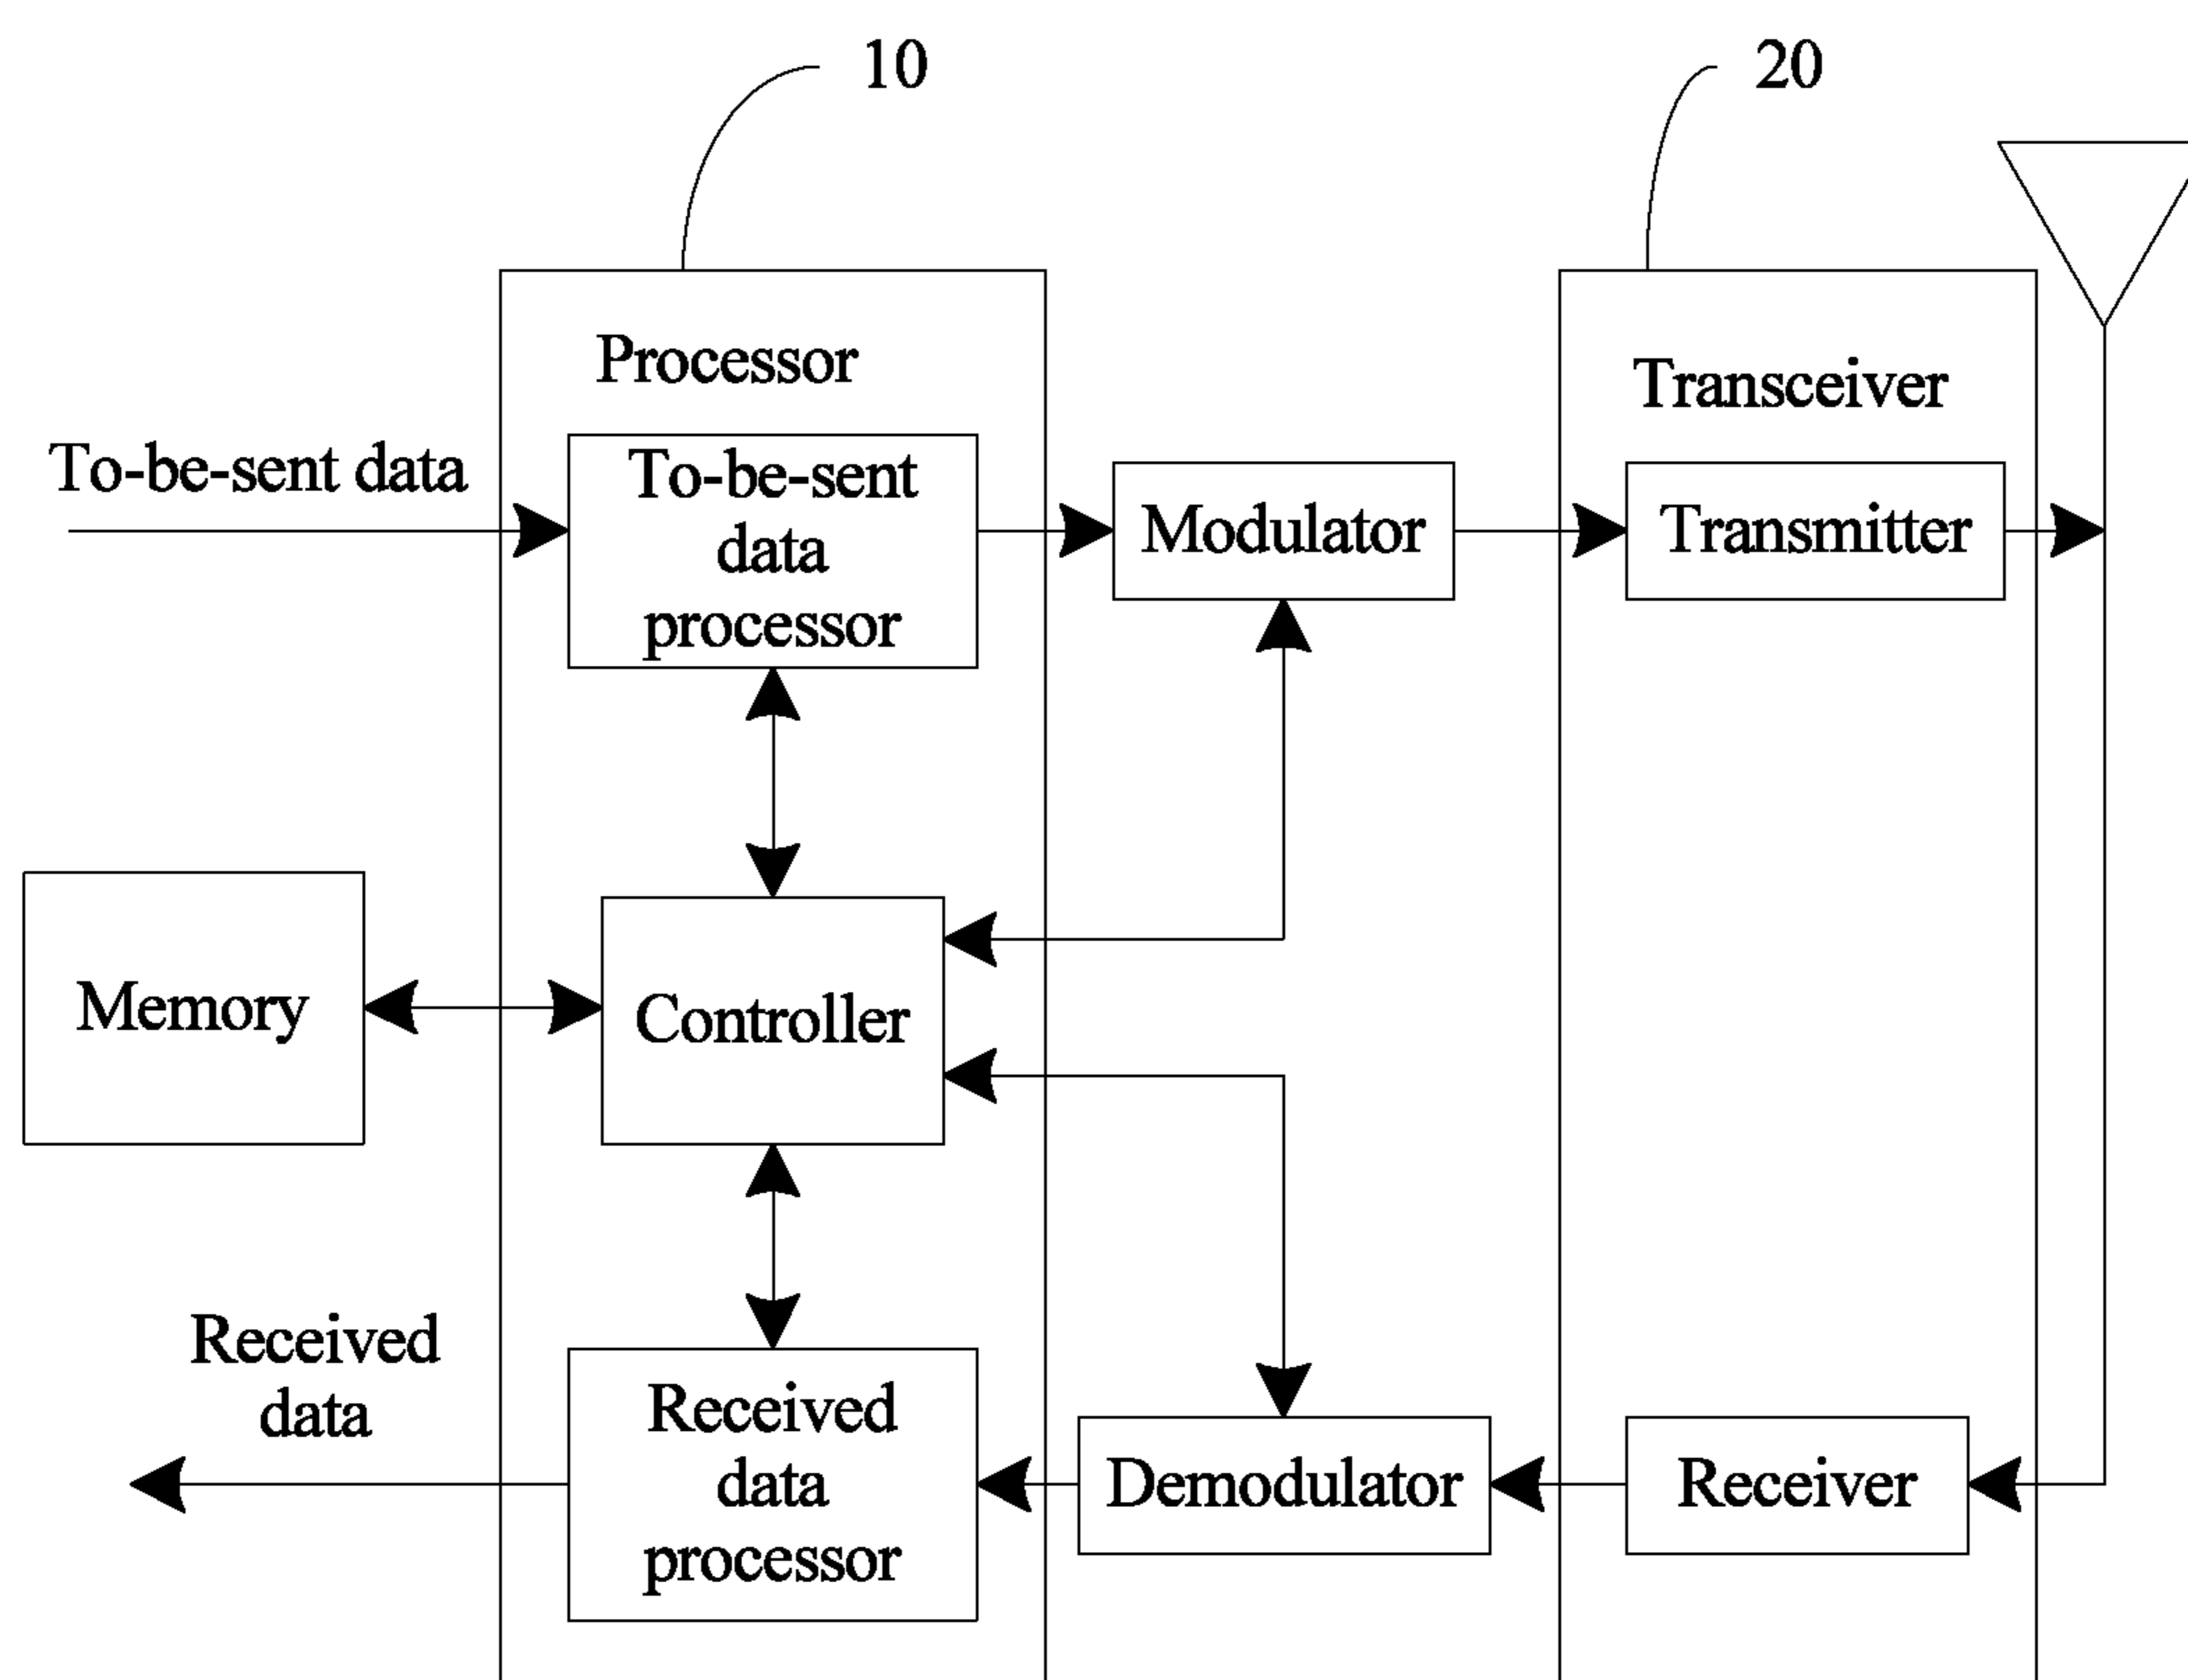 10
20
Processor
Transceiver
To-be-sent data
To-be-sent
data
processor
Modulator
Transmitter
Memory
Controller
Received
data
Received
data
processor
Demodulator
Receiver